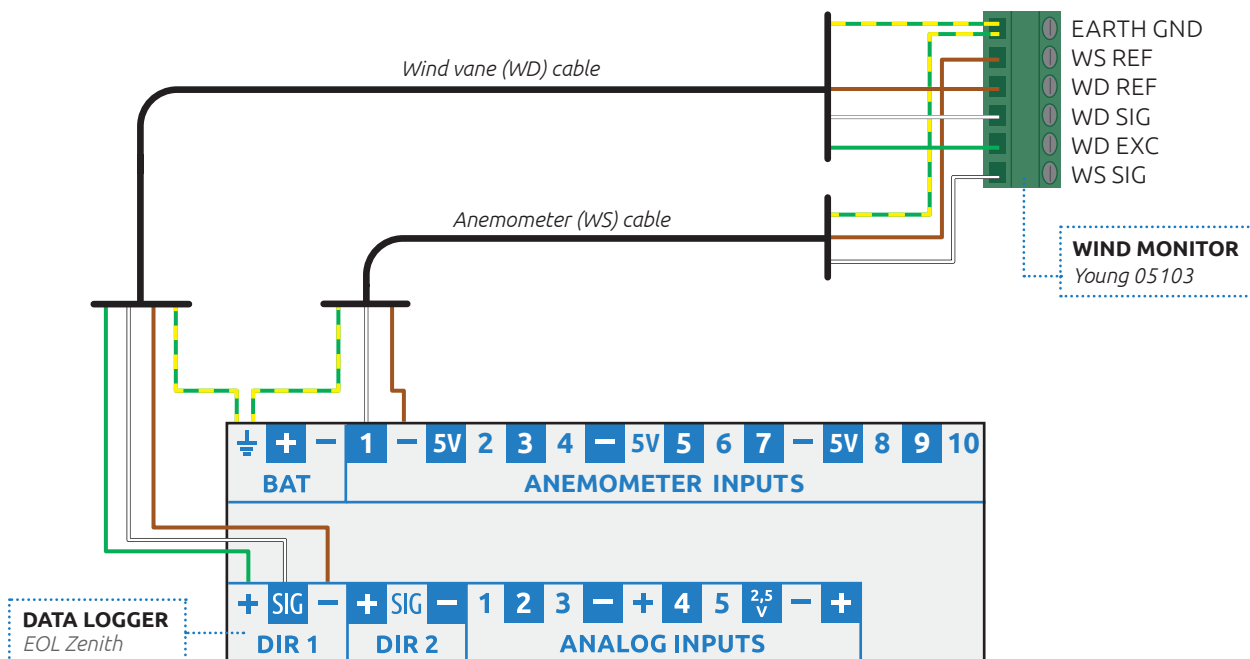 EARTH GND
WS REF
WD REF
WD SIG
WD EXC
WS SIG
Wind vane (WD) cable
Anemometer (WS) cable
WIND MONITOR
Young 05103
+ − 1 − 5V 2 3 4 − 5V 5 6 7 − 5V 8 9 10
BAT ANEMOMETER INPUTS
+ SIG − + SIG − 1 2 3 − + 4 5 2,5 V − +
DIR 1 DIR 2 ANALOG INPUTS
DATA LOGGER
EOL Zenith